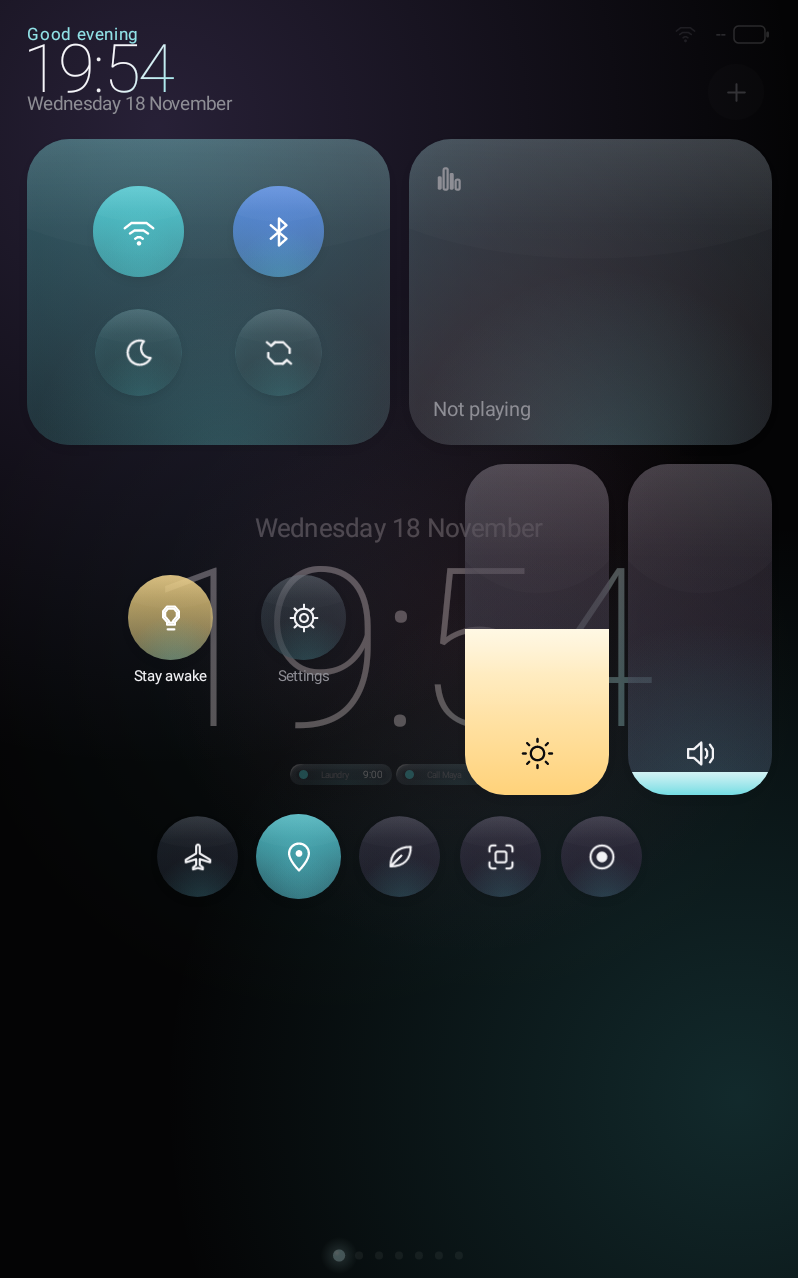 Good evening
19:54
--
Wednesday 18 November
Not playing
Wednesday 18 November
19:54
Stay awake
Settings
Laundry 9:00
Call Maya